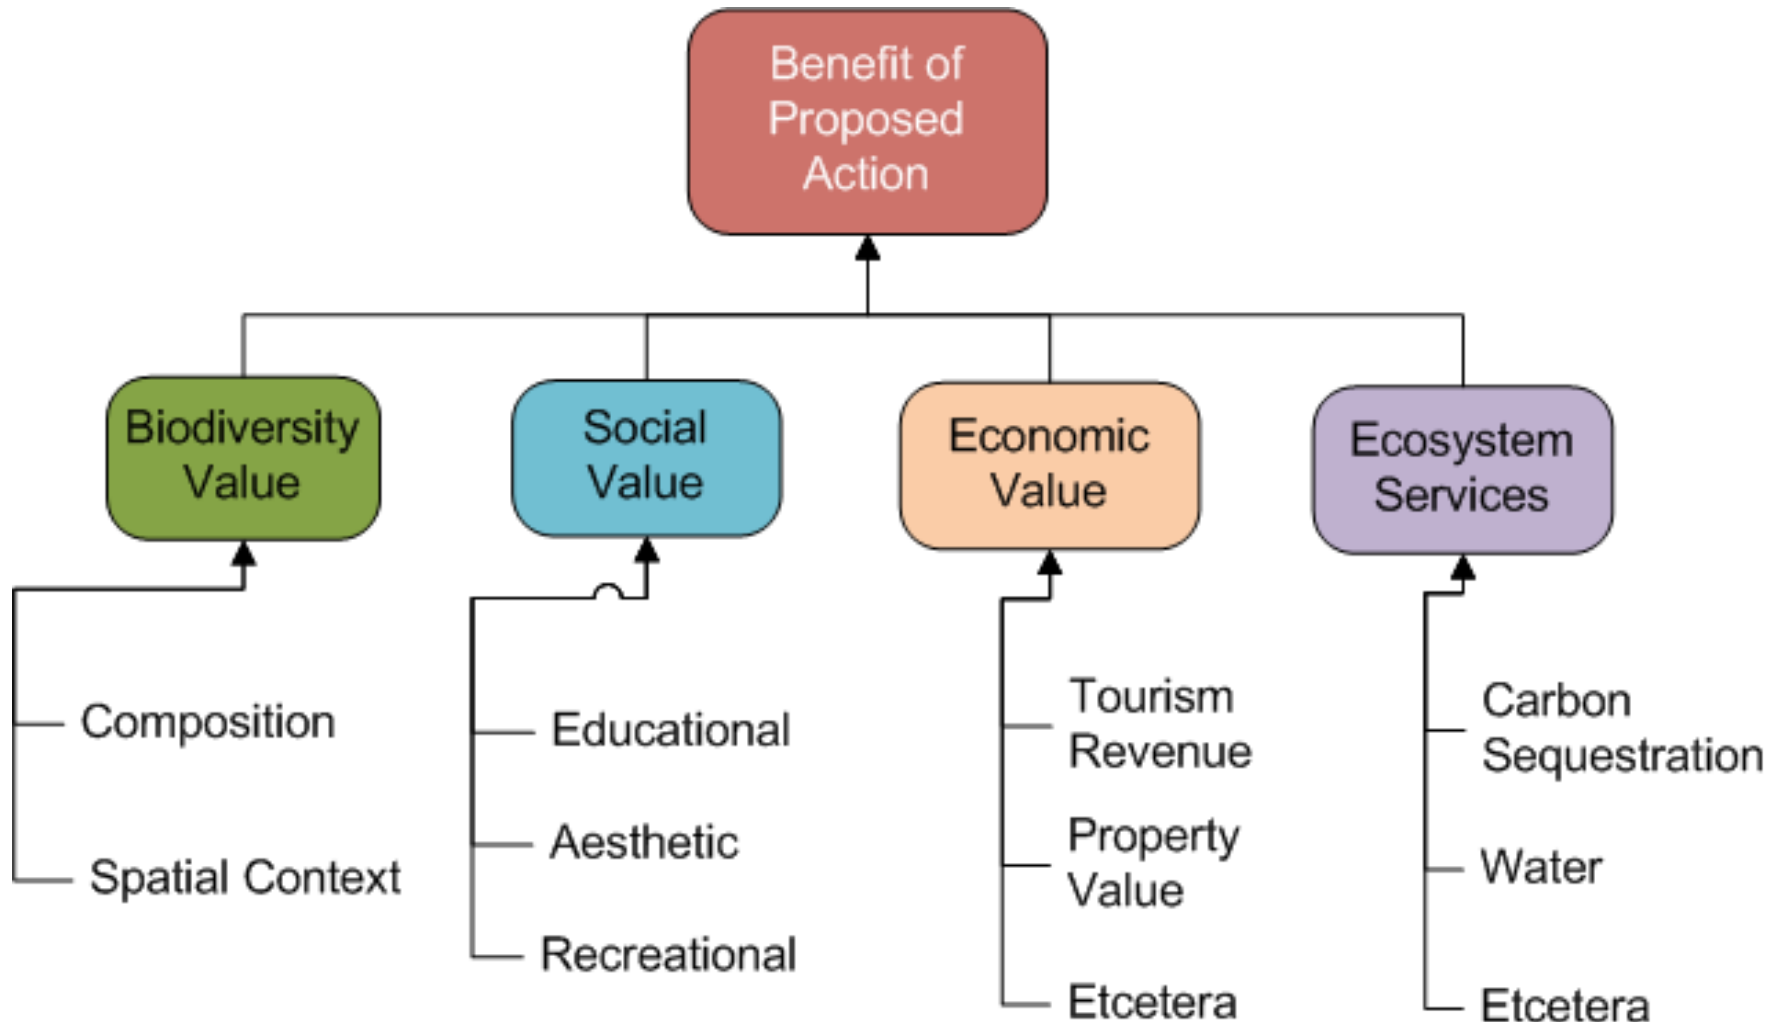 Benefit of
Proposed
Action
Biodiversity
Value
Social
Value
Economic
Value
Ecosystem
Services
Composition
Spatial Context
Educational
Aesthetic
Recreational
Tourism
Revenue
Property
Value
Etcetera
Carbon
Sequestration
Water
Etcetera